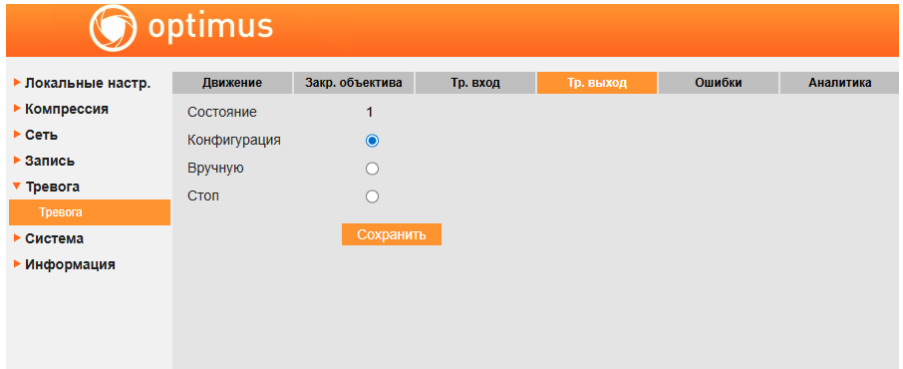 optimus
Локальные настр.
Компрессия
Сеть
Запись
Тревога
Тревога
Система
Информация
Движение Закр. объектива Тр. вход Тр. выход Ошибки Аналитика
Состояние 1
Конфигурация
Вручную
Стоп
Сохранить